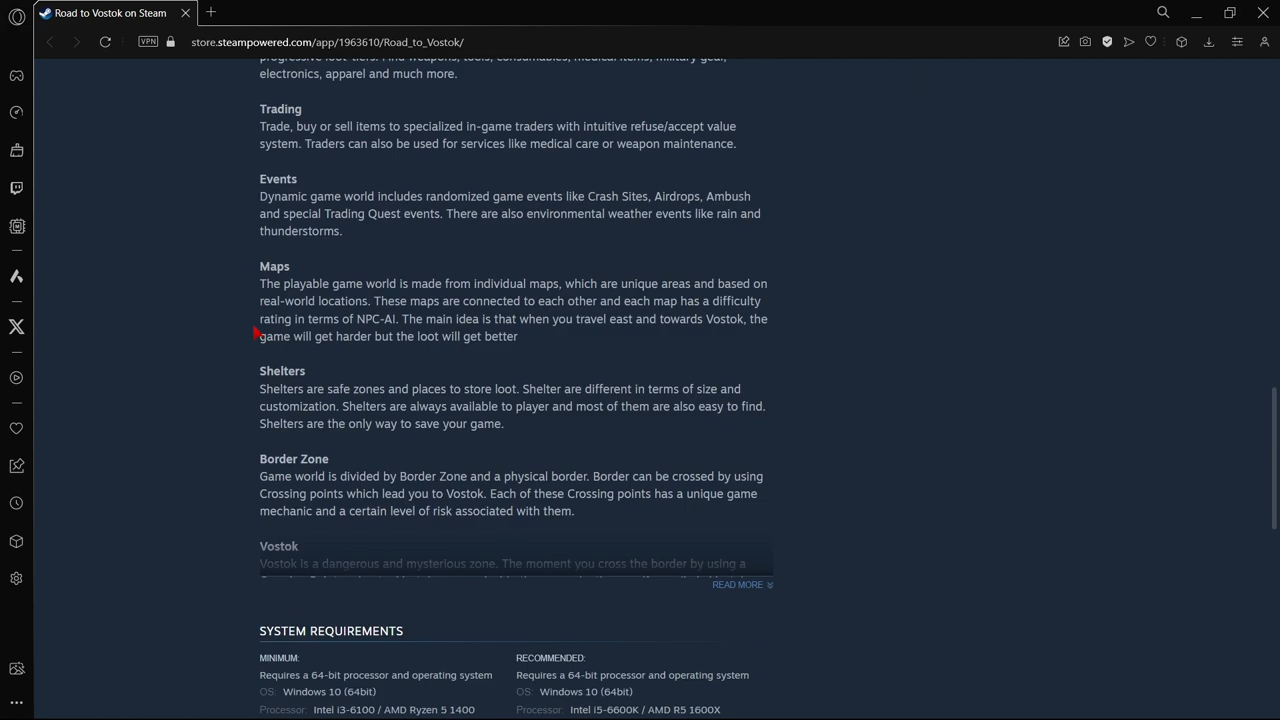 Road to Vostok on Steam
VPN
store.steampowered.com/app/1963610/Road_to_Vostok/
progressive loot-tiers. Find weapons, tools, consumables, medical items, military gear,
electronics, apparel and much more.
Trading
Trade, buy or sell items to specialized in-game traders with intuitive refuse/accept value
system. Traders can also be used for services like medical care or weapon maintenance.
Events
Dynamic game world includes randomized game events like Crash Sites, Airdrops, Ambush
and special Trading Quest events. There are also environmental weather events like rain and
thunderstorms.
Maps
The playable game world is made from individual maps, which are unique areas and based on
real-world locations. These maps are connected to each other and each map has a difficulty
rating in terms of NPC-AI. The main idea is that when you travel east and towards Vostok, the
game will get harder but the loot will get better
Shelters
Shelters are safe zones and places to store loot. Shelter are different in terms of size and
customization. Shelters are always available to player and most of them are also easy to find.
Shelters are the only way to save your game.
Border Zone
Game world is divided by Border Zone and a physical border. Border can be crossed by using
Crossing points which lead you to Vostok. Each of these Crossing points has a unique game
mechanic and a certain level of risk associated with them.
Vostok
Vostok is a dangerous and mysterious zone. The moment you cross the border by using a
READ MORE
SYSTEM REQUIREMENTS
MINIMUM:
Requires a 64-bit processor and operating system
OS: Windows 10 (64bit)
Processor: Intel i3-6100 / AMD Ryzen 5 1400
RECOMMENDED:
Requires a 64-bit processor and operating system
OS: Windows 10 (64bit)
Processor: Intel i5-6600K / AMD R5 1600X